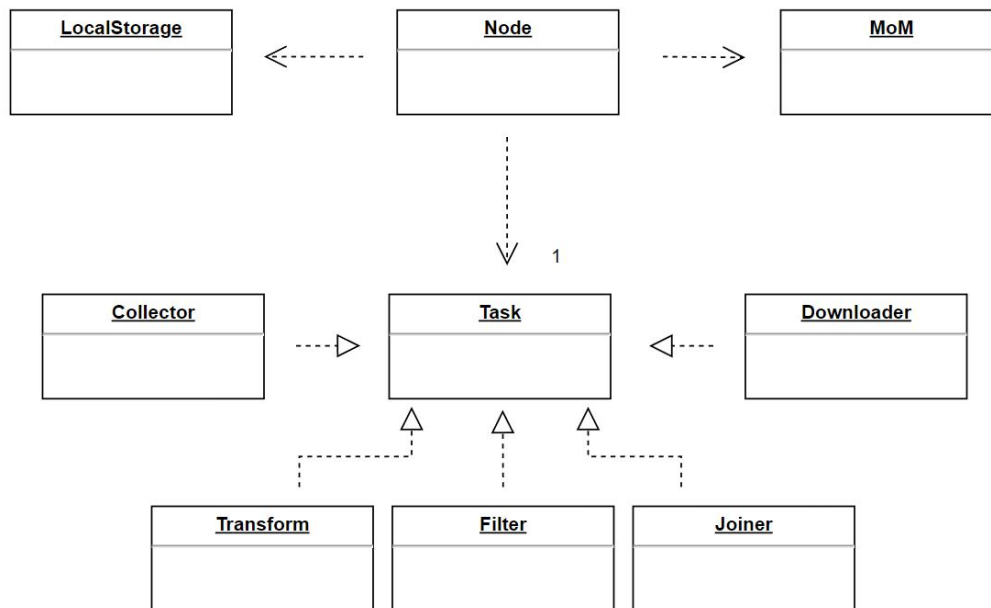 LocalStorage
Node
MoM
1
Collector
Task
Downloader
Transform
Filter
Joiner